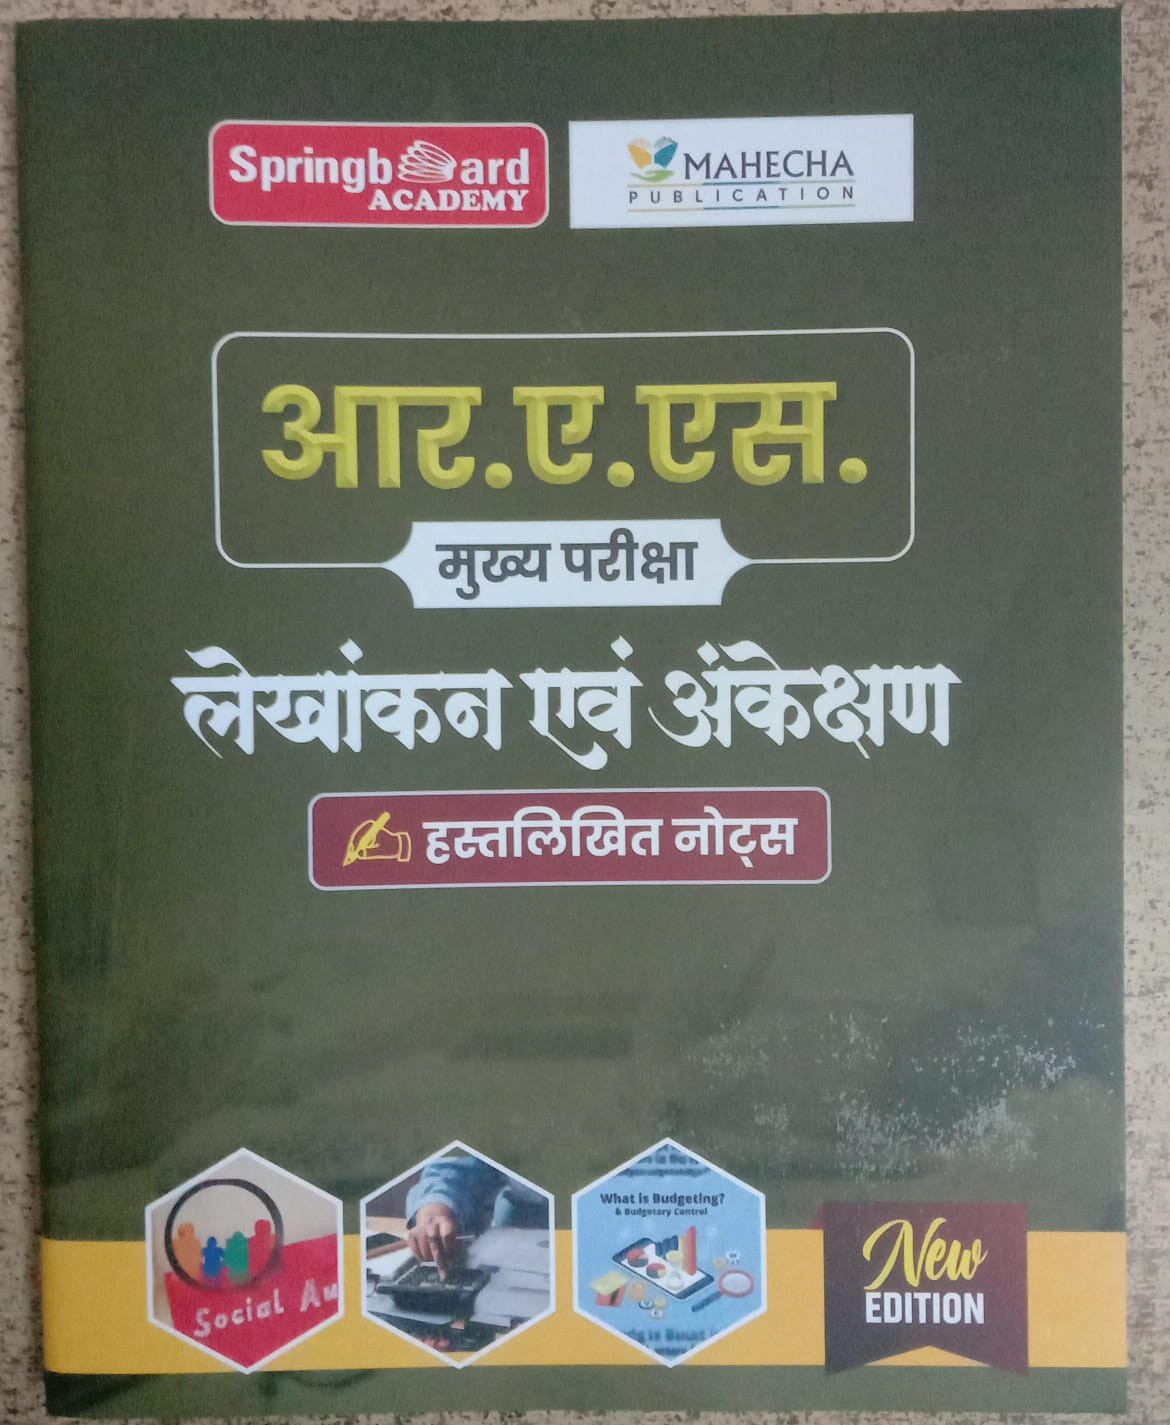 Springboard
ACADEMY
MAHECHA
PUBLICATION
आर.ए.एस.
मुख्य परीक्षा
लेखांकन एवं अंकेक्षण
हस्तलिखित नोट्स
Social Au
What is Budgeting?
& Budgetary Control
New
EDITION